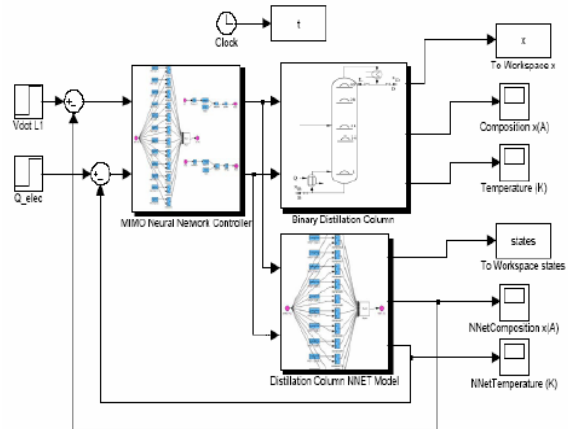 Clock
t
x
To Workspace x
Vdot L1
Q_elec
MIMO Neural Network Controller
Binary Distillation Column
Composition x(A)
Temperature (K)
states
To Workspace states
NNetComposition x(A)
Distillation Column NNET Model
NNetTemperature (K)